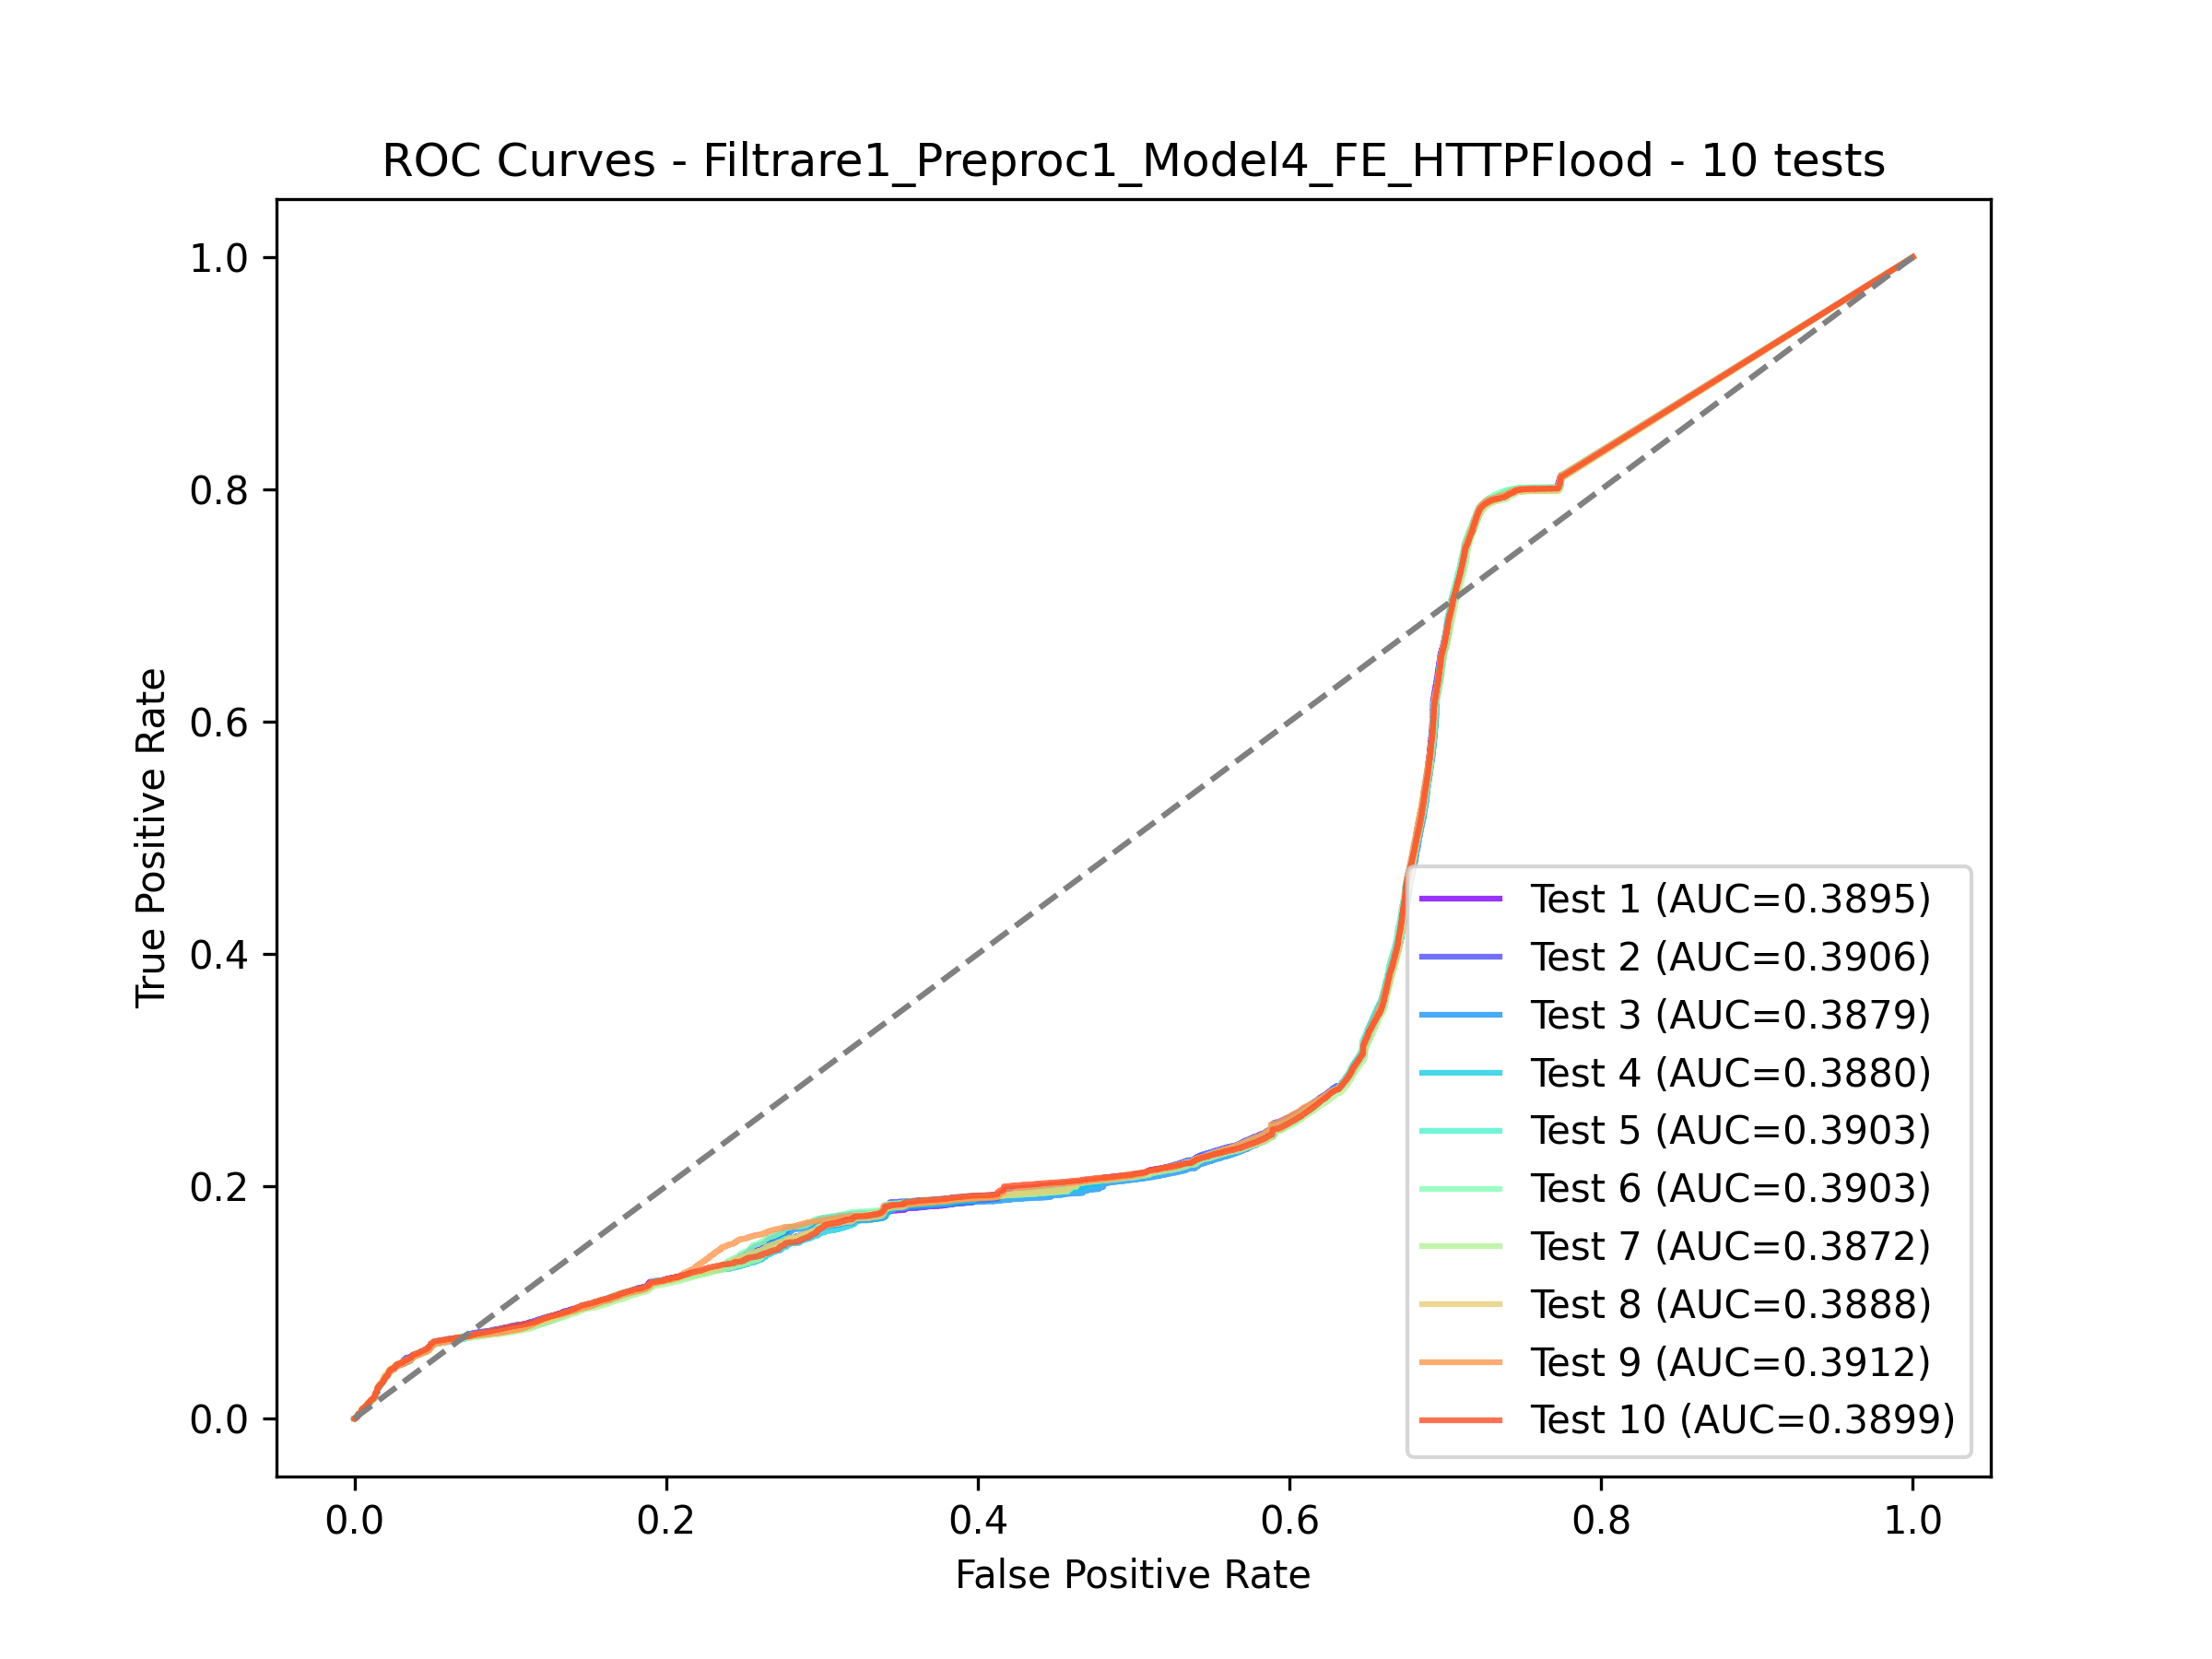 ROC Curves - Filtrare1_Preproc1_Model4_FE_HTTPFlood - 10 tests
True Positive Rate
1.0
0.8
0.6
0.4
0.2
0.0
Test 1 (AUC=0.3895)
Test 2 (AUC=0.3906)
Test 3 (AUC=0.3879)
Test 4 (AUC=0.3880)
Test 5 (AUC=0.3903)
Test 6 (AUC=0.3903)
Test 7 (AUC=0.3872)
Test 8 (AUC=0.3888)
Test 9 (AUC=0.3912)
Test 10 (AUC=0.3899)
0.0 0.2 0.4 0.6 0.8 1.0
False Positive Rate